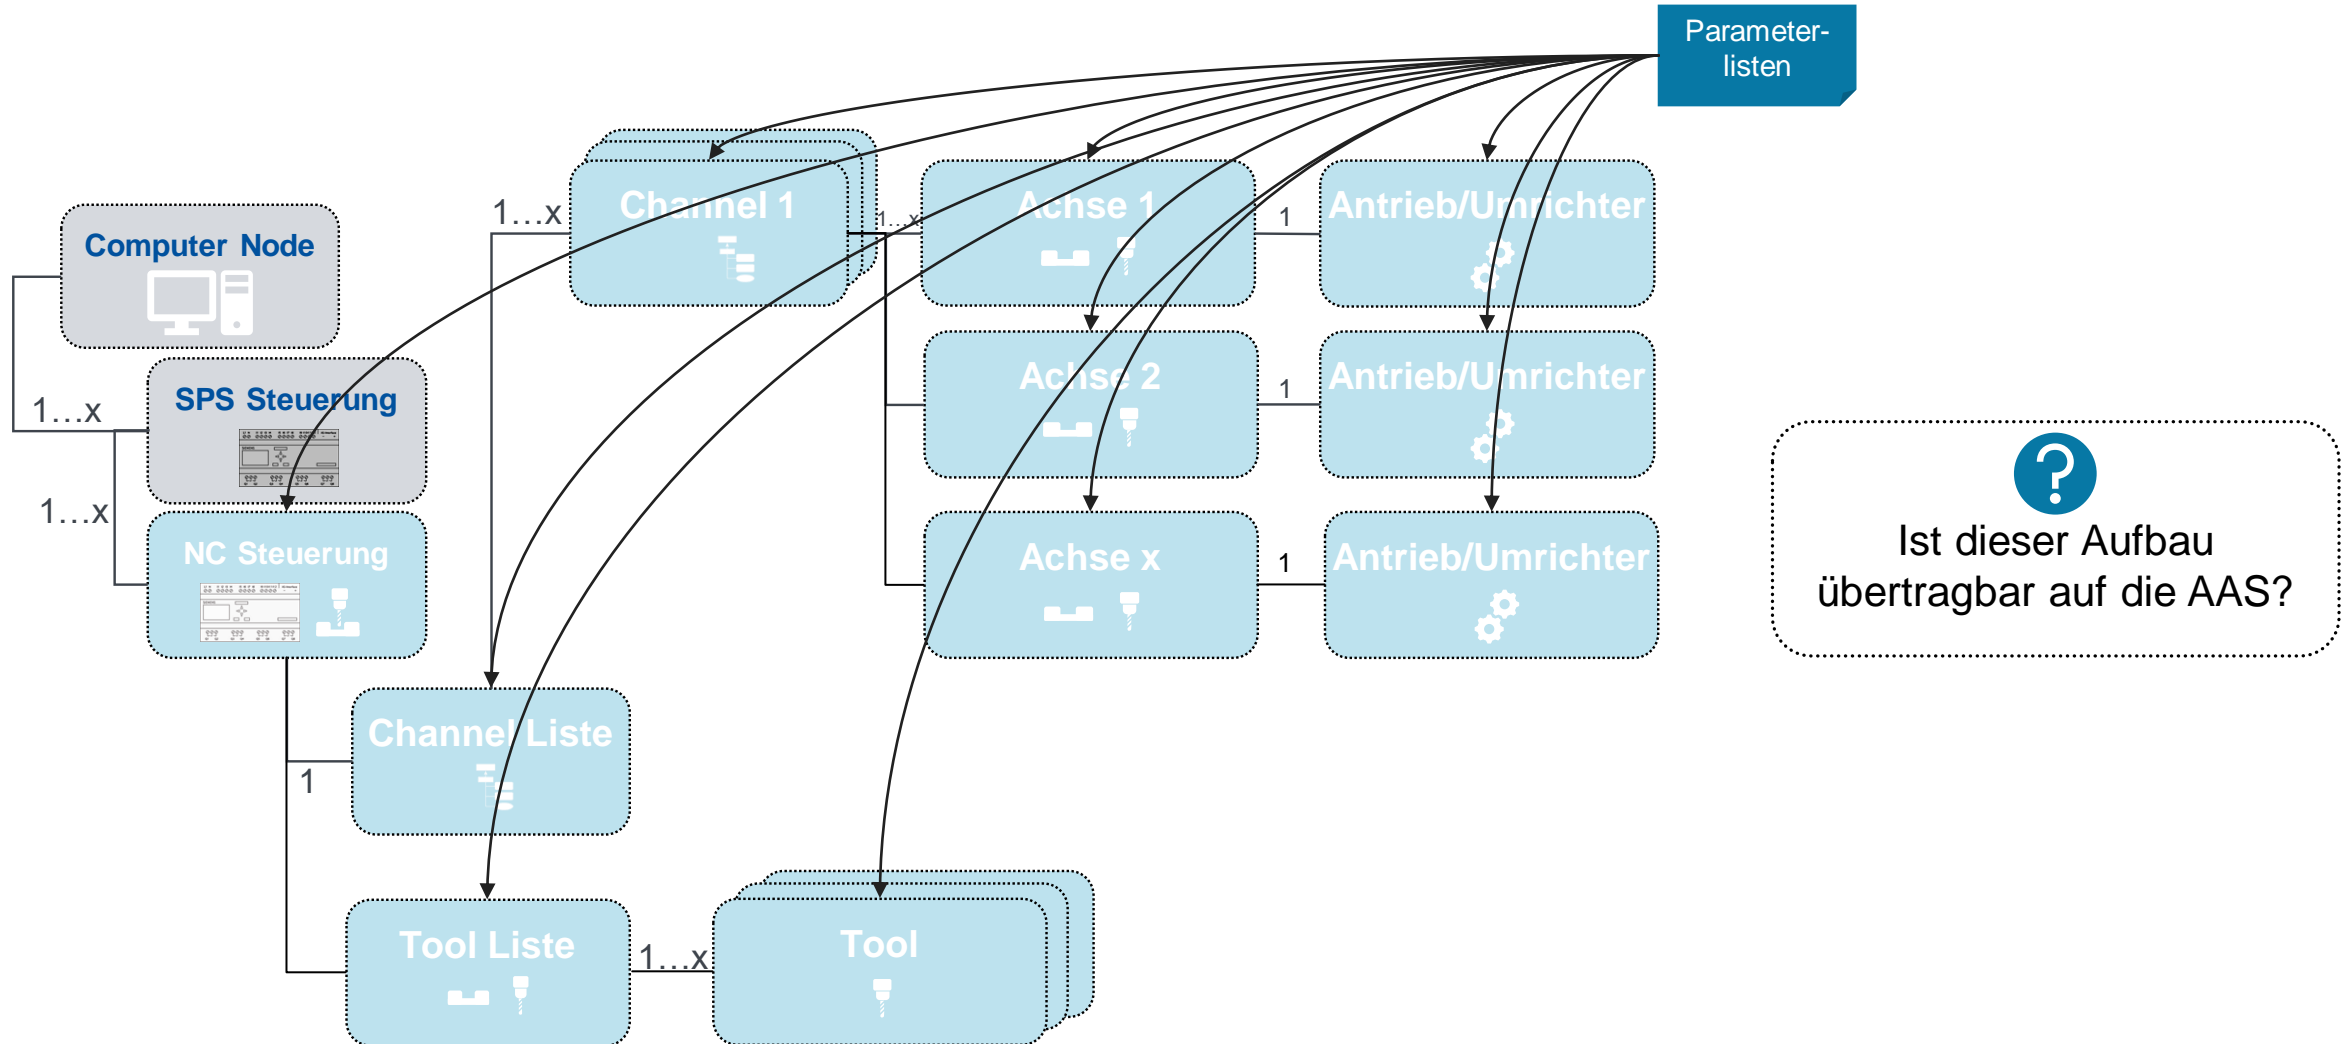 Parameter-
listen
Channel 1
Achse 1
Antrieb/Umrichter
1...x
1...x
1
Computer Node
Achse 2
Antrieb/Umrichter
1
SPS Steuerung
1...x
1...x
NC Steuerung
Achse x
Antrieb/Umrichter
1
Ist dieser Aufbau
übertragbar auf die AAS?
Channel Liste
1
Tool Liste
1...x
Tool